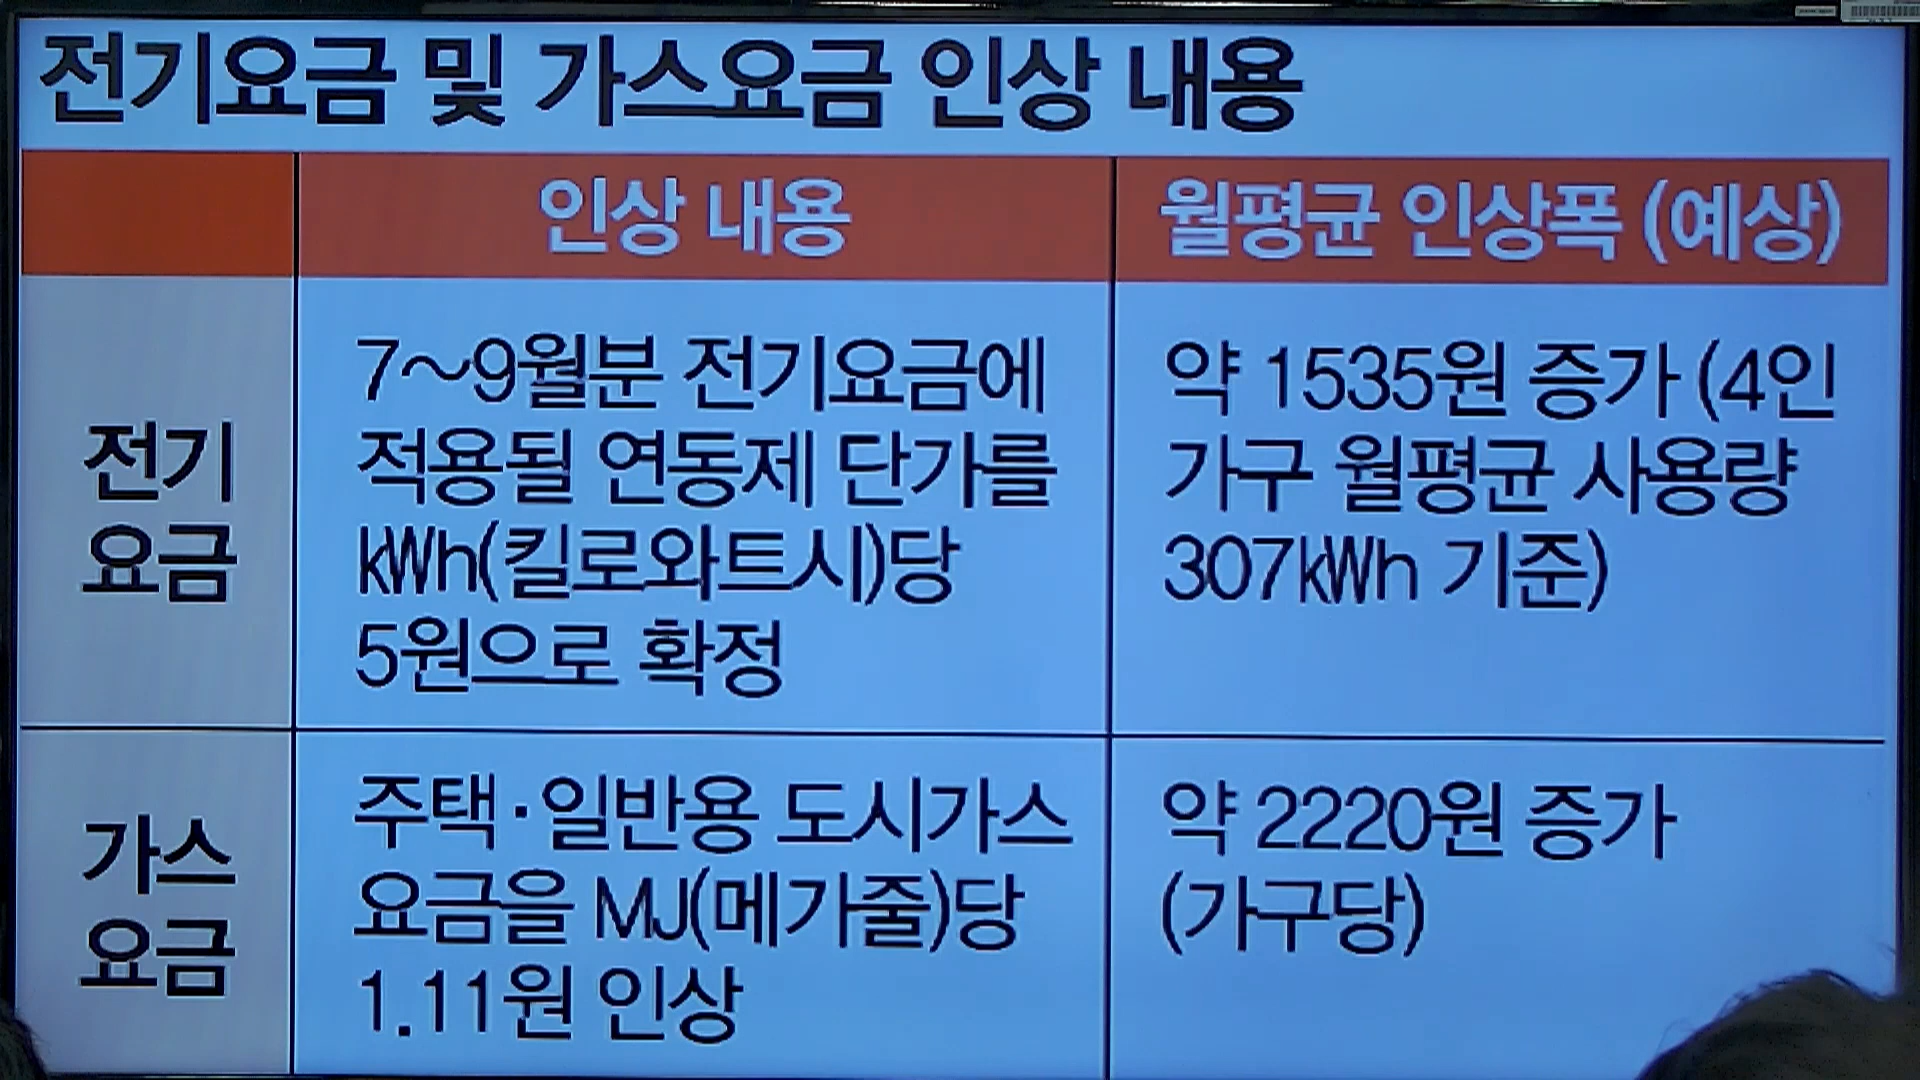 전기요금 및 가스요금 인상 내용
인상 내용
월평균 인상폭 (예상)
전기
요금
7~9월분 전기요금에
적용될 연동제 단가를
kWh(킬로와트시)당
5원으로 확정
약 1535원 증가 (4인
가구 월평균 사용량
307kWh 기준)
가스
요금
주택·일반용 도시가스
요금을 MJ(메가줄)당
1.11원 인상
약 2220원 증가
(가구당)